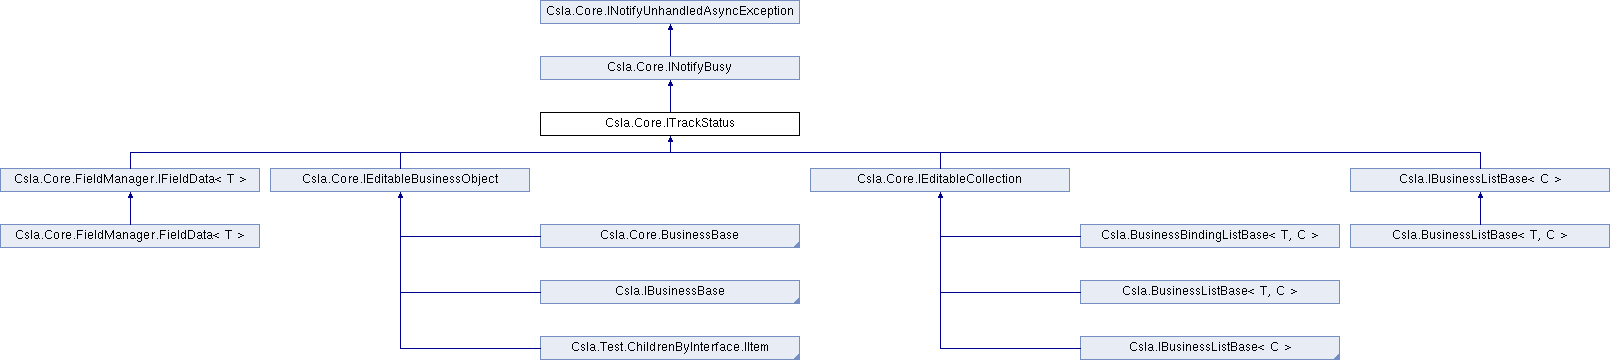 Csla.Core.INotifyUnhandledAsyncException
Csla.Core.INotifyBusy
Csla.Core.ITrackStatus
Csla.Core.FieldManager.IFieldData< T >
Csla.Core.IEditableBusinessObject
Csla.Core.IEditableCollection
Csla.IBusinessListBase< C >
Csla.Core.FieldManager.FieldData< T >
Csla.Core.BusinessBase
Csla.BusinessBindingListBase< T, C >
Csla.BusinessListBase< T, C >
Csla.IBusinessBase
Csla.BusinessListBase< T, C >
Csla.Test.ChildrenByInterface.IItem
Csla.IBusinessListBase< C >